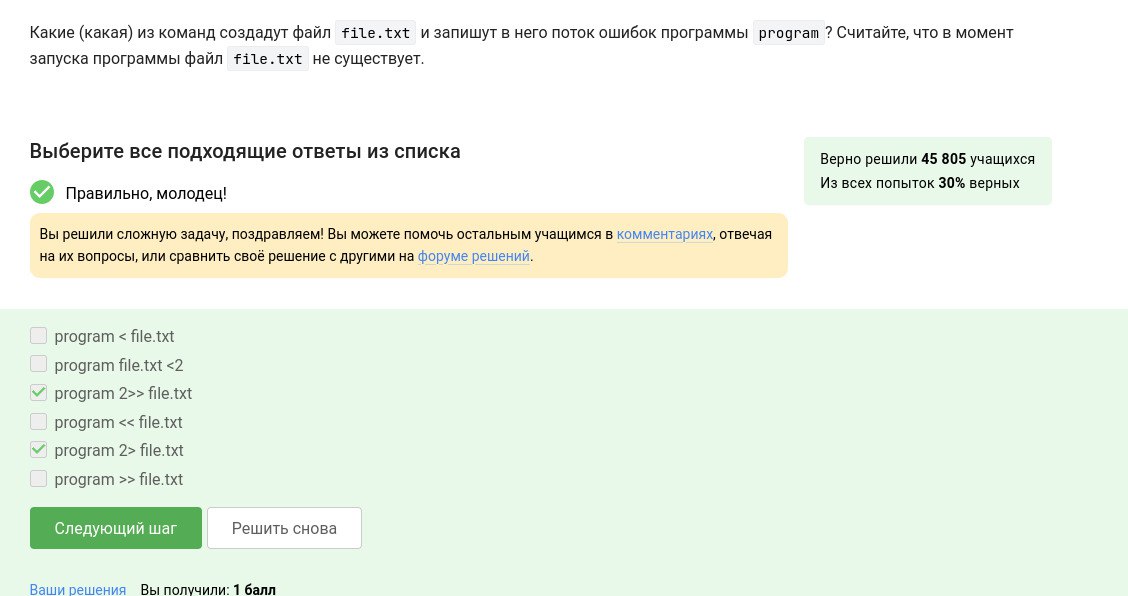 Какие (какая) из команд создадут файл file.txt и запишут в него поток ошибок программы program ? Считайте, что в момент
запуска программы файл file.txt не существует.
Выберите все подходящие ответы из списка
Верно решили 45 805 учащихся
Из всех попыток 30% верных
Правильно, молодец!
Вы решили сложную задачу, поздравляем! Вы можете помочь остальным учащимся в комментариях, отвечая
на их вопросы, или сравнить своё решение с другими на форуме решений.
program < file.txt
program file.txt <2
program 2>> file.txt
program << file.txt
program 2> file.txt
program >> file.txt
Следующий шаг Решить снова
Ваши решения Вы получили: 1 балл